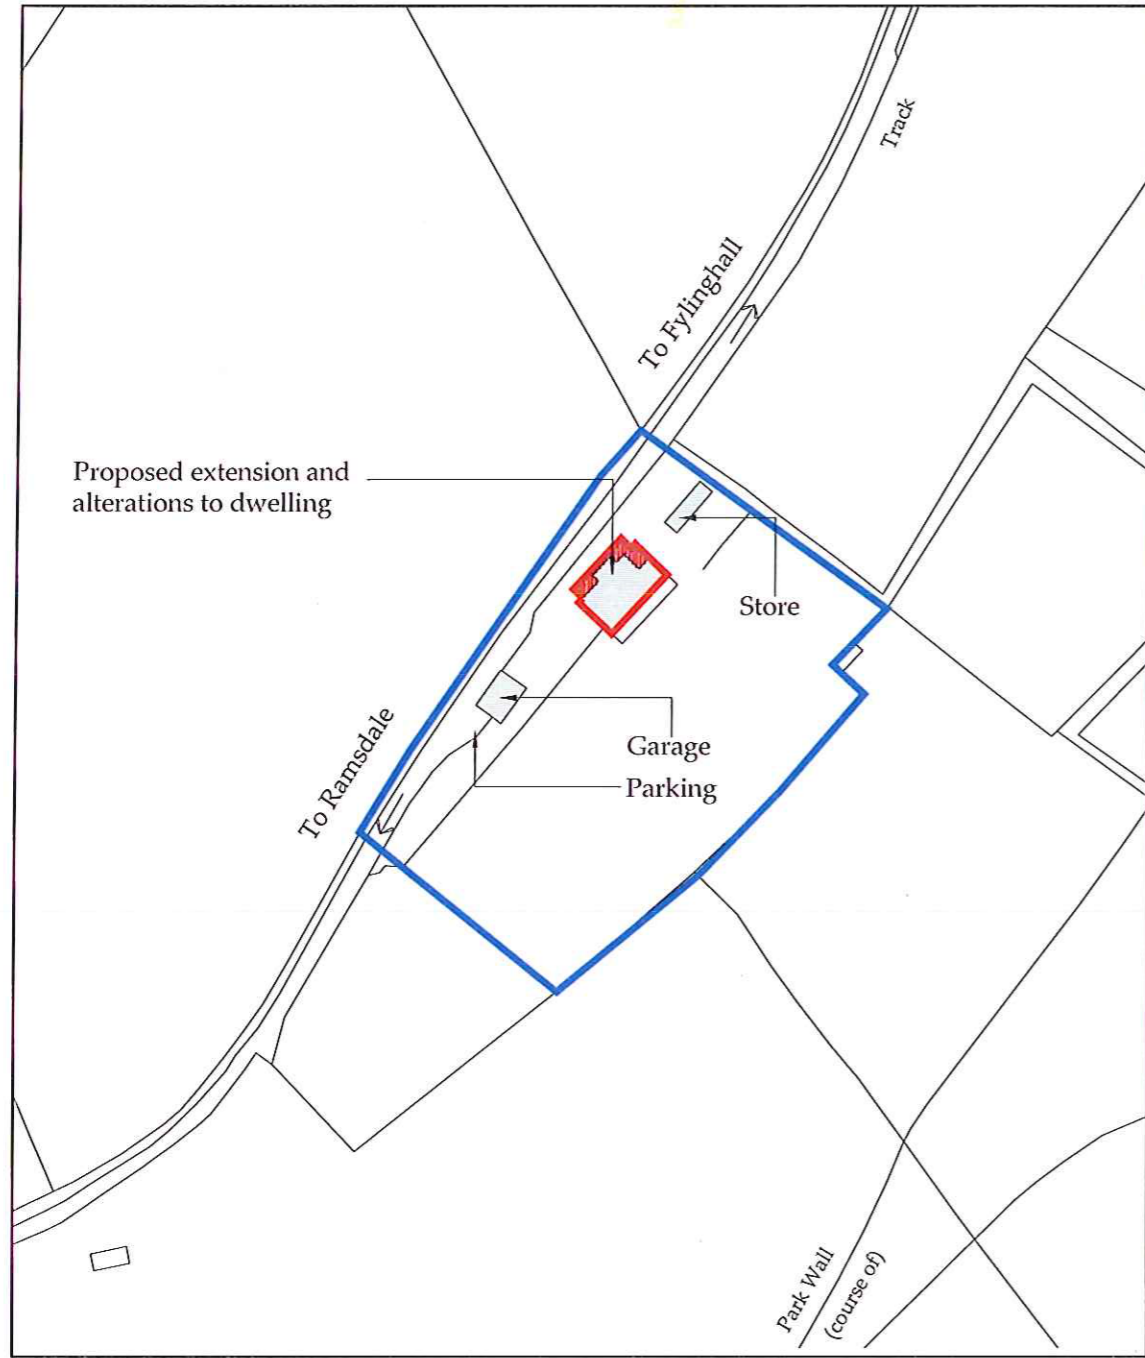 Track
To Fylinghall
Proposed extension and
alterations to dwelling
Store
Garage
To Ramsdale
Parking
Park Wall
(course of)